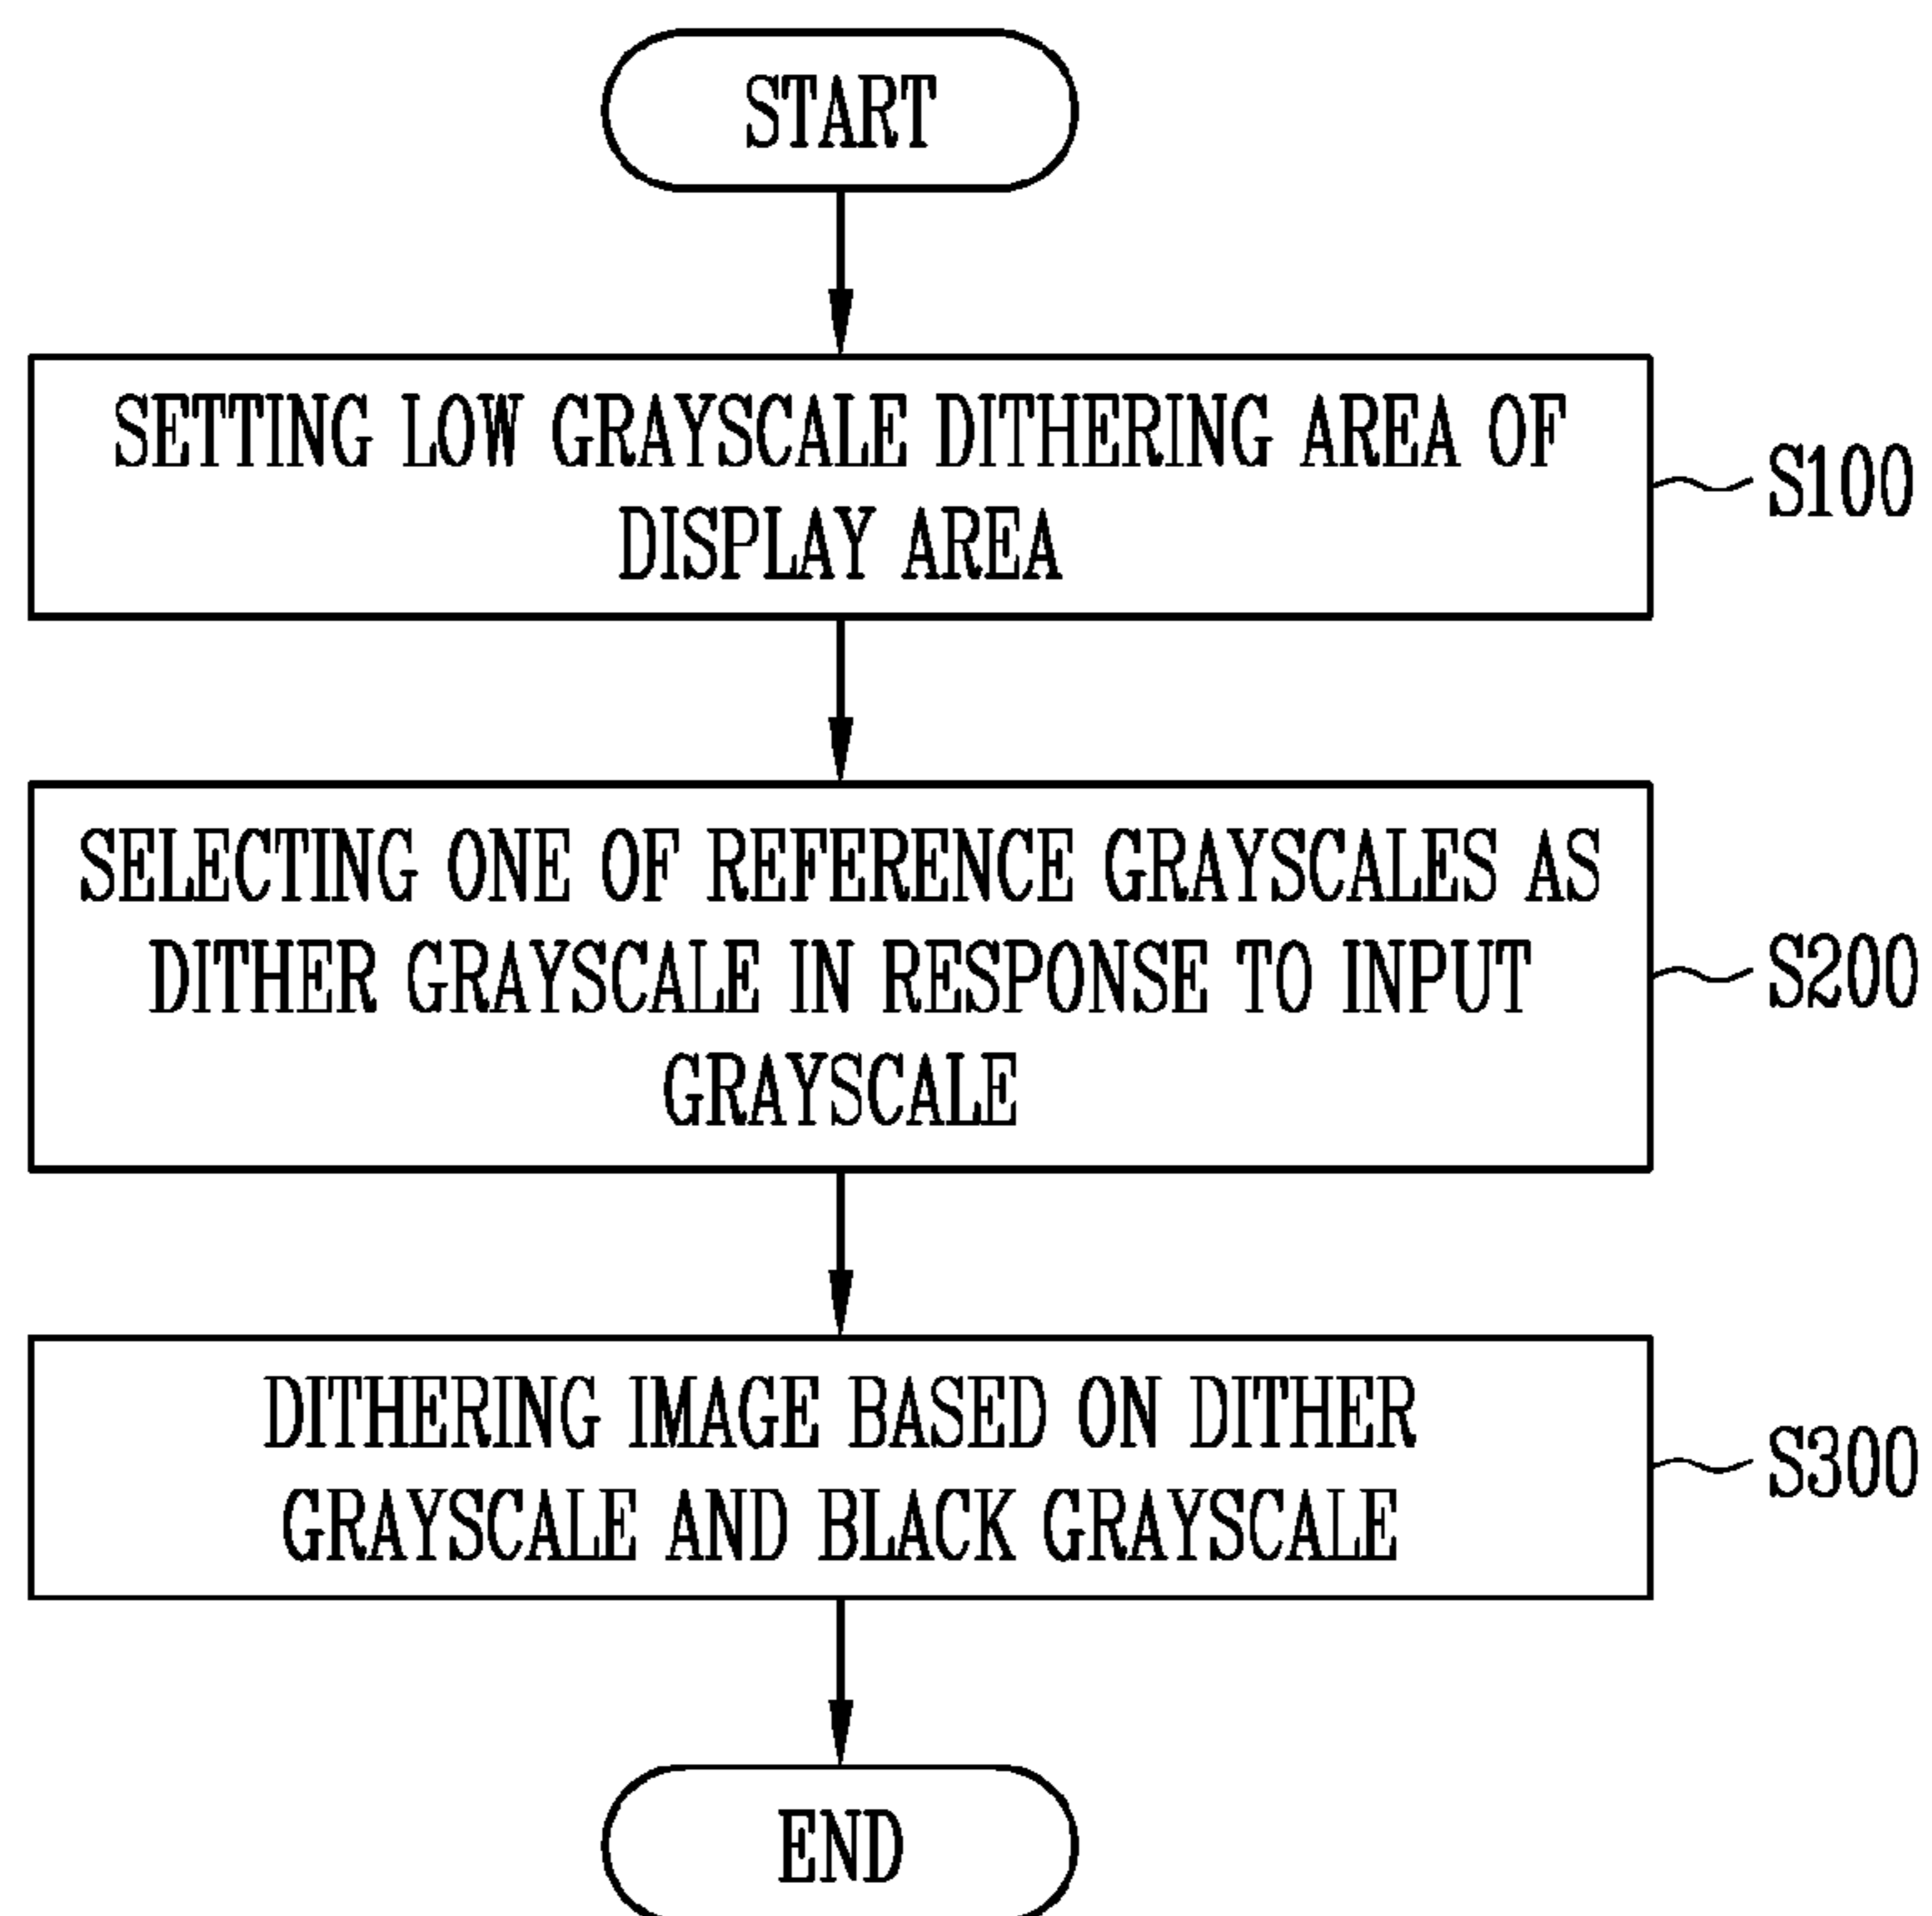 START
SETTING LOW GRAYSCALE DITHERING AREA OF
DISPLAY AREA
S100
SELECTING ONE OF REFERENCE GRAYSCALES AS
DITHER GRAYSCALE IN RESPONSE TO INPUT
GRAYSCALE
S200
DITHERING IMAGE BASED ON DITHER
GRAYSCALE AND BLACK GRAYSCALE
S300
END